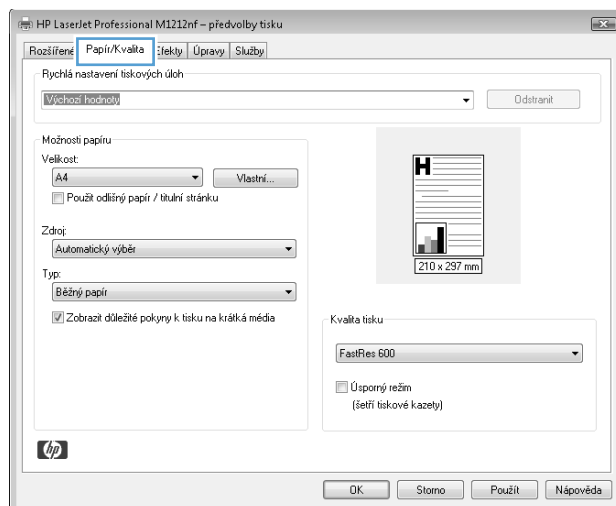 HP LaserJet Professional M1212nf – předvolby tisku
Rozšířené Papír/Kvalita Efekty Úpravy Služby
Rychlá nastavení tiskových úloh
Výchozí hodnoty Odstranit
Možnosti papíru
Velikost:
A4 Vlastní...
Použít odlišný papír / titulní stránku
Zdroj:
Automatický výběr
Typ:
Běžný papír
Zobrazit důležité pokyny k tisku na krátká média
H
210 x 297 mm
Kvalita tisku
FastRes 600
Úsporný režim
(šetří tiskové kazety)
hp
OK Storno Použít Nápověda